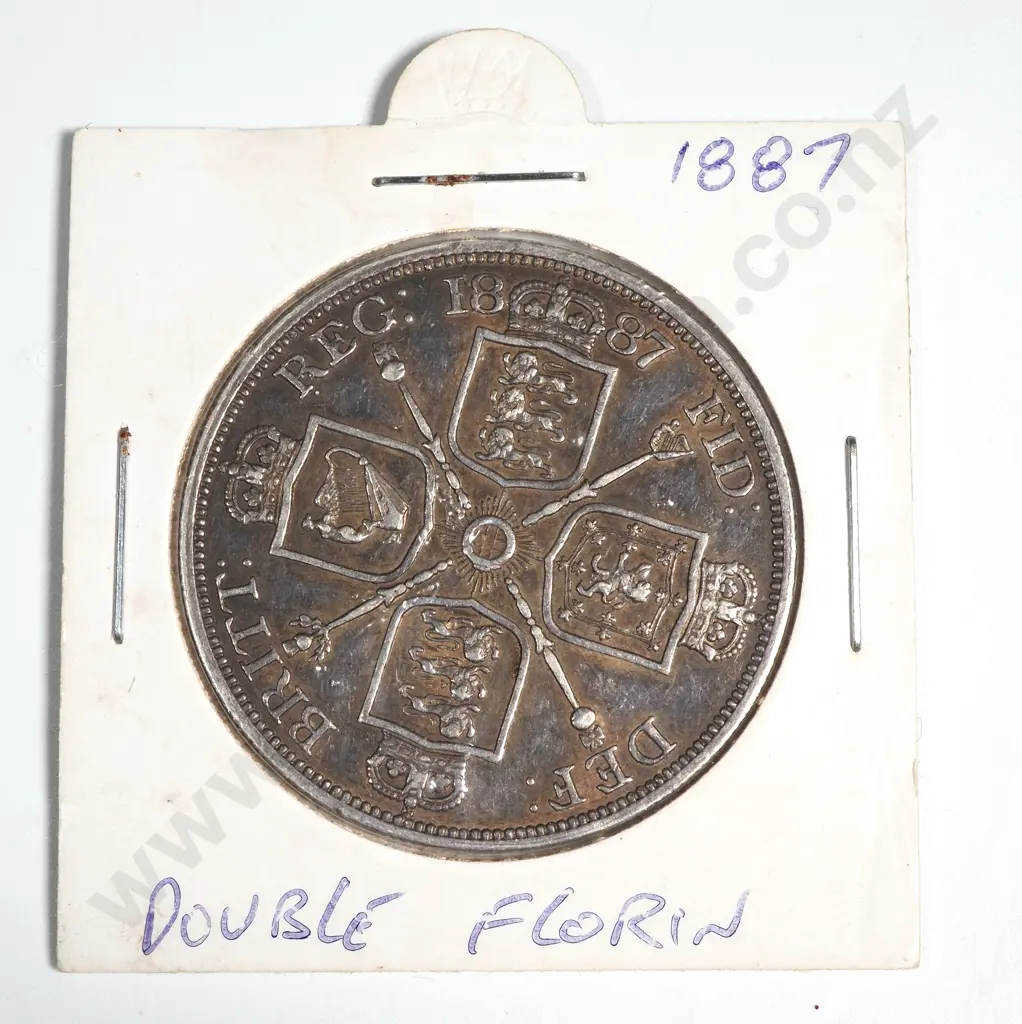 1887
18 87 FID: DEF: BRITT: REG:
DOUBLE FLORIN